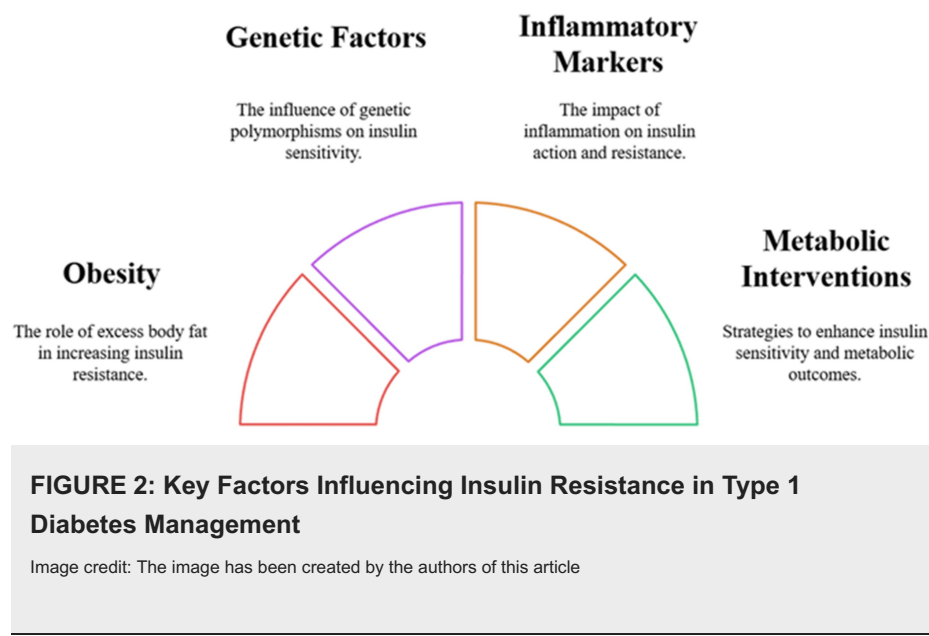 Genetic Factors
The influence of genetic
polymorphisms on insulin
sensitivity.
Inflammatory
Markers
The impact of
inflammation on insulin
action and resistance.
Obesity
The role of excess body fat
in increasing insulin
resistance.
Metabolic
Interventions
Strategies to enhance insulin
sensitivity and metabolic
outcomes.
FIGURE 2: Key Factors Influencing Insulin Resistance in Type 1
Diabetes Management
Image credit: The image has been created by the authors of this article